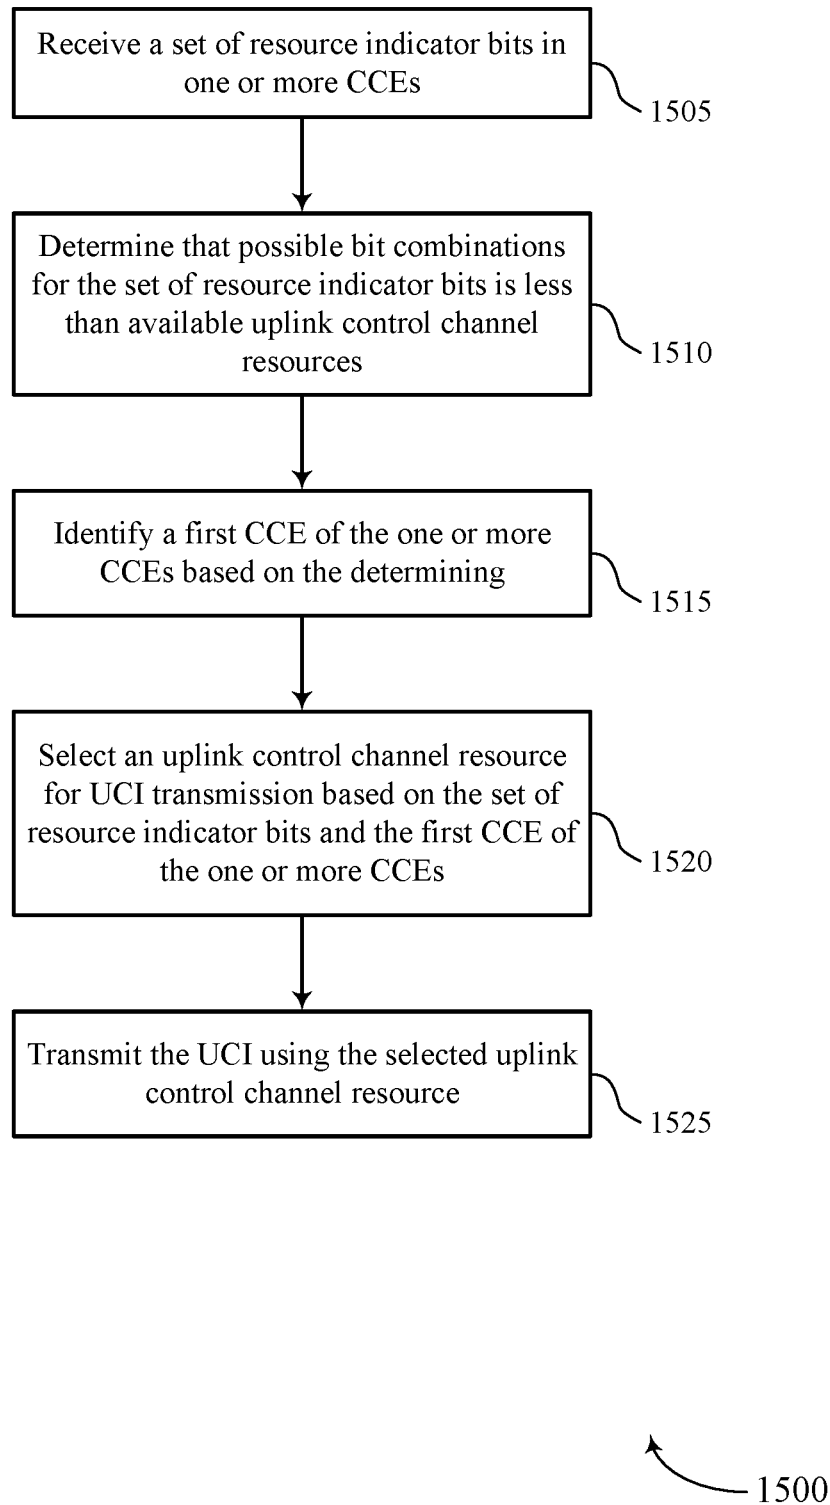 Receive a set of resource indicator bits in
one or more CCEs
1505
Determine that possible bit combinations
for the set of resource indicator bits is less
than available uplink control channel
resources
1510
Identify a first CCE of the one or more
CCEs based on the determining
1515
Select an uplink control channel resource
for UCI transmission based on the set of
resource indicator bits and the first CCE of
the one or more CCEs
1520
Transmit the UCI using the selected uplink
control channel resource
1525
1500